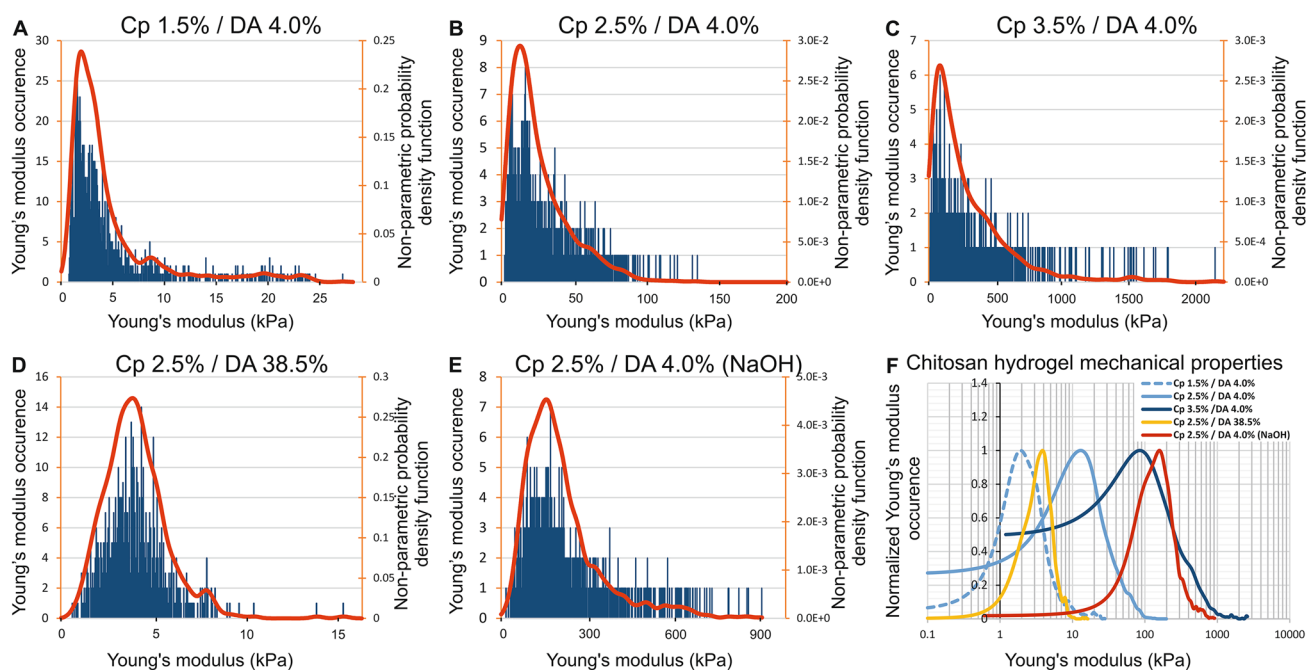 A
Cp 1.5% / DA 4.0%
30
25
20
15
10
5
0
0.25
0.2
0.15
0.1
0.05
0
0 5 10 15 20 25
Young's modulus occurence
Non-parametric probability
density function
Young's modulus (kPa)
B
Cp 2.5% / DA 4.0%
9
8
7
6
5
4
3
2
1
0
3.0E-2
2.5E-2
2.0E-2
1.5E-2
1.0E-2
5.0E-3
0.0E+0
0 50 100 150 200
Young's modulus occurence
Non-parametric probability
density function
Young's modulus (kPa)
C
Cp 3.5% / DA 4.0%
7
6
5
4
3
2
1
0
3.0E-3
2.5E-3
2.0E-3
1.5E-3
1.0E-3
5.0E-4
0.0E+0
0 500 1000 1500 2000
Young's modulus occurence
Non-parametric probability
density function
Young's modulus (kPa)
D
Cp 2.5% / DA 38.5%
16
14
12
10
8
6
4
2
0
0.3
0.25
0.2
0.15
0.1
0.05
0
0 5 10 15
Young's modulus occurence
Non-parametric probability
density function
Young's modulus (kPa)
E
Cp 2.5% / DA 4.0% (NaOH)
8
7
6
5
4
3
2
1
0
5.0E-3
4.0E-3
3.0E-3
2.0E-3
1.0E-3
0.0E+0
0 300 600 900
Young's modulus occurence
Non-parametric probability
density function
Young's modulus (kPa)
F
Chitosan hydrogel mechanical properties
1.4
1.2
1
0.8
0.6
0.4
0.2
0
Cp 1.5% / DA 4.0%
Cp 2.5% / DA 4.0%
Cp 3.5% /DA 4.0%
Cp 2.5% / DA 38.5%
Cp 2.5% / DA 4.0% (NaOH)
0.1 1 10 100 1000 10000
Normalized Young's modulus
occurence
Young's modulus (kPa)